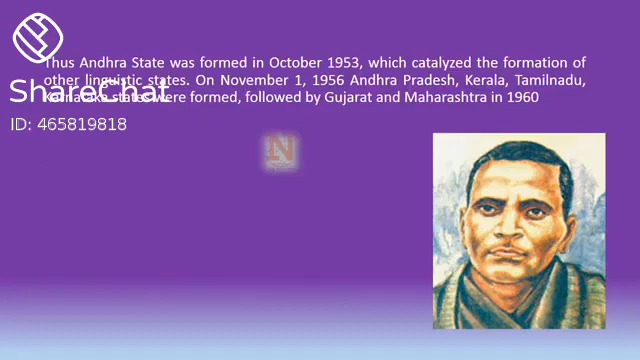 Thus Andhra State was formed in October 1953, which catalyzed the formation of
other linguistic states. On November 1, 1956 Andhra Pradesh, Kerala, Tamilnadu,
Karnataka states were formed, followed by Gujarat and Maharashtra in 1960
ShareChat
ID: 465819818
N